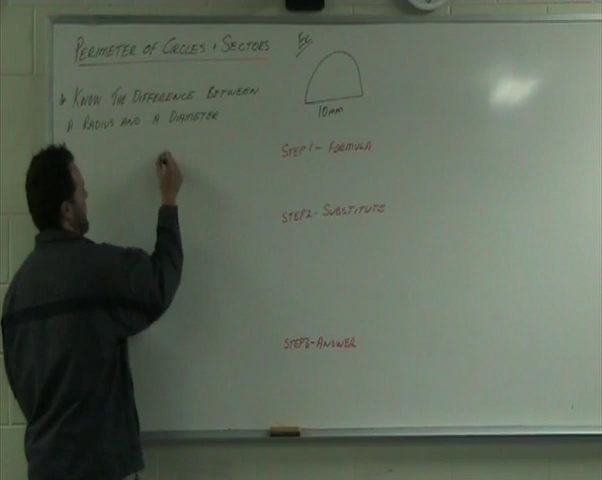 PERIMETER OF CIRCLES & SECTORS
Ex:
KNOW THE DIFFERENCE BETWEEN
A RADIUS AND A DIAMETER
10mm
STEP 1 - FORMULA
STEP 2 - SUBSTITUTE
STEP 3 - ANSWER